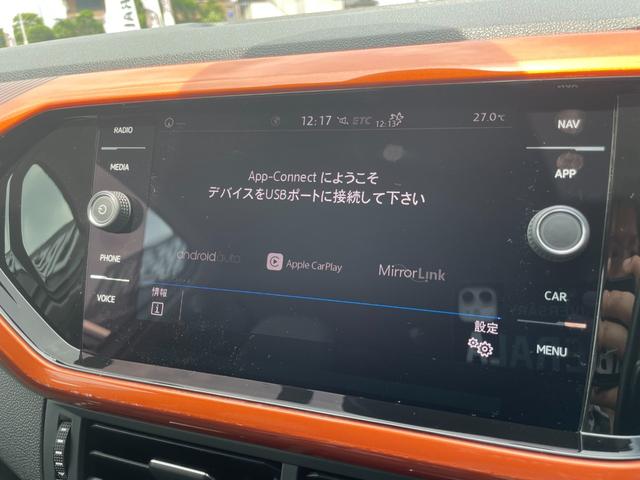 RADIO
MEDIA
PHONE
VOICE
12:17
ETC
12:13
27.0℃
App-Connect にようこそ
デバイスをUSBポートに接続して下さい
androidauto
Apple CarPlay
MirrorLink
情報
i
設定
NAV
APP
CAR
MENU